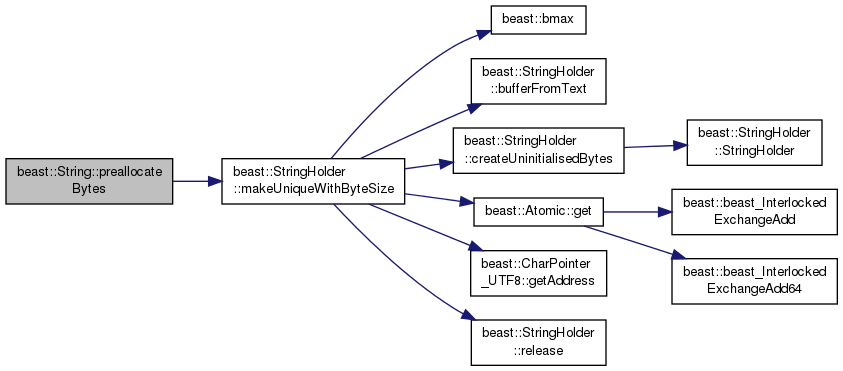 beast::String::preallocate
Bytes
beast::StringHolder
::makeUniqueWithByteSize
beast::bmax
beast::StringHolder
::bufferFromText
beast::StringHolder
::createUninitialisedBytes
beast::StringHolder
::StringHolder
beast::Atomic::get
beast::beast_Interlocked
ExchangeAdd
beast::beast_Interlocked
ExchangeAdd64
beast::CharPointer
_UTF8::getAddress
beast::StringHolder
::release